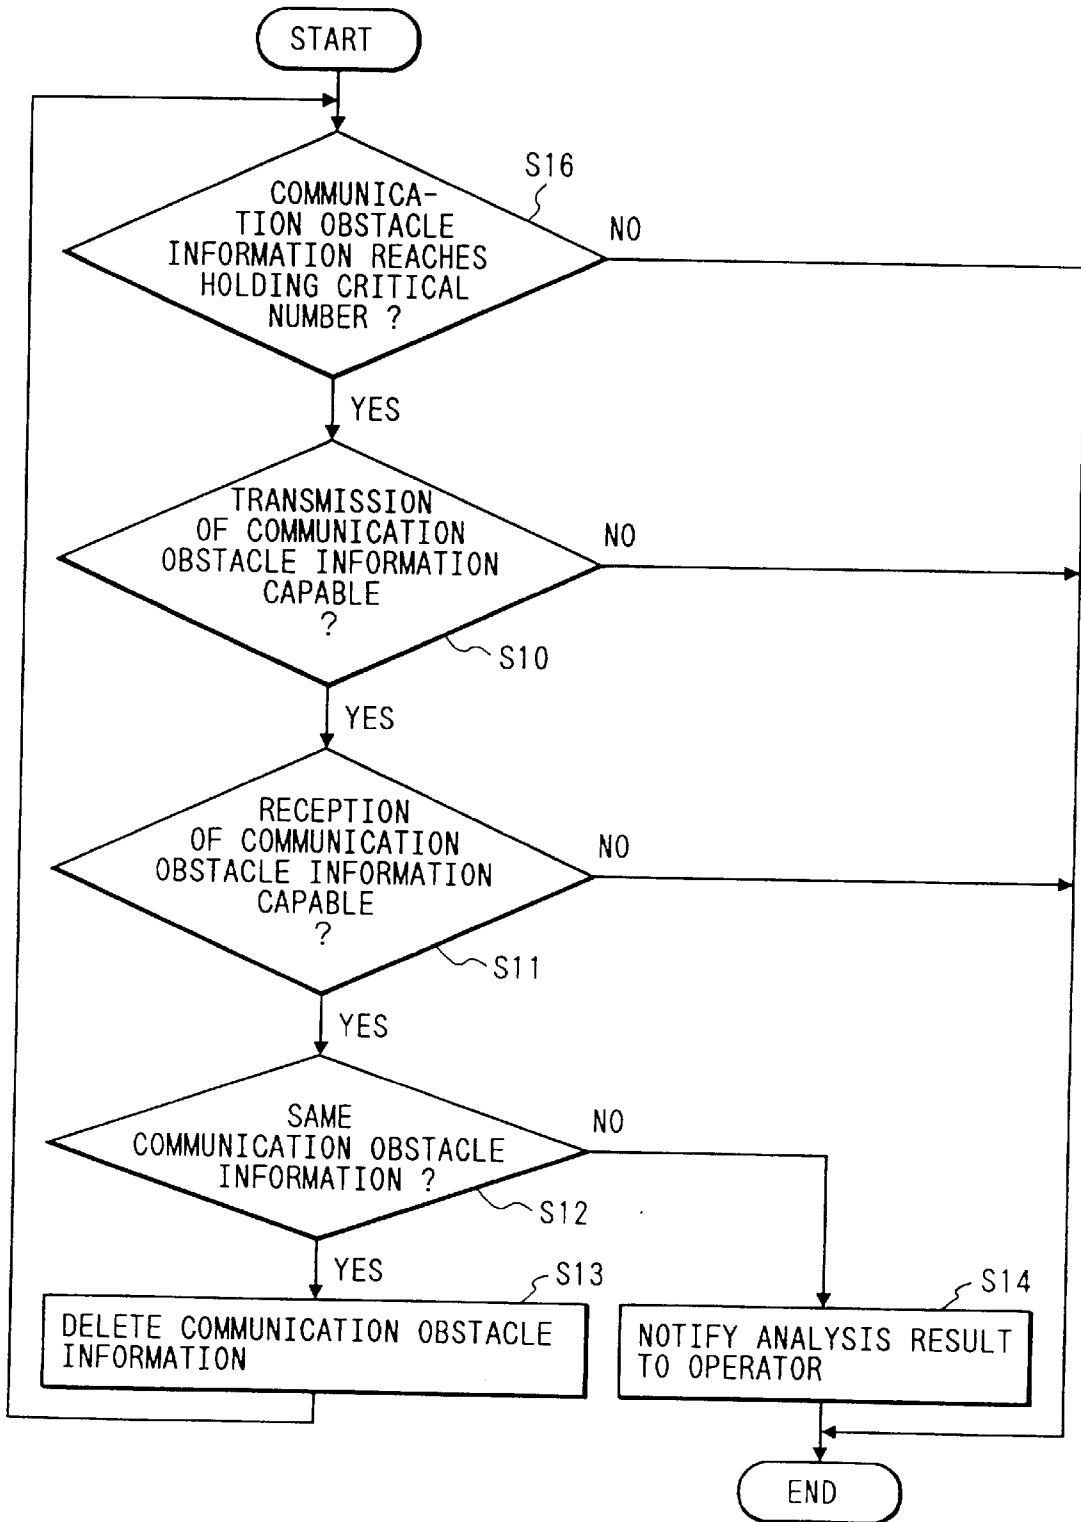 START
S16
COMMUNICA-
TION OBSTACLE
INFORMATION REACHES
HOLDING CRITICAL
NUMBER ?
NO
YES
TRANSMISSION
OF COMMUNICATION
OBSTACLE INFORMATION
CAPABLE
?
NO
S10
YES
RECEPTION
OF COMMUNICATION
OBSTACLE INFORMATION
CAPABLE
?
NO
S11
YES
SAME
COMMUNICATION OBSTACLE
INFORMATION ?
NO
S12
YES
S13
DELETE COMMUNICATION OBSTACLE
INFORMATION
S14
NOTIFY ANALYSIS RESULT
TO OPERATOR
END